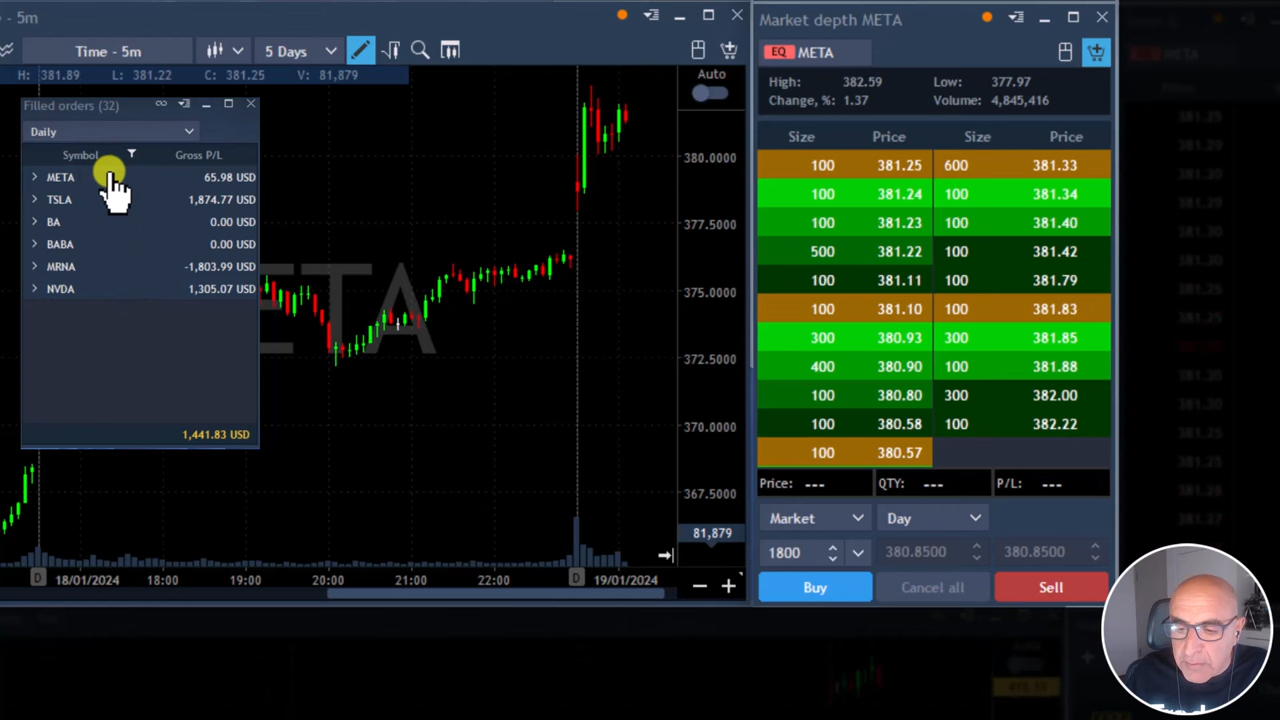 - 5m
Time - 5m
5 Days
H: 381.89 L: 381.22 C: 381.25 V: 81,879
Auto
Filled orders (32)
Daily
Symbol Gross P/L
META 65.98 USD
TSLA 1,874.77 USD
BA 0.00 USD
BABA 0.00 USD
MRNA -1,803.99 USD
NVDA 1,305.07 USD
1,441.83 USD
META
380.0000
377.5000
375.0000
372.5000
370.0000
367.5000
81,879
D 18/01/2024 18:00 19:00 20:00 21:00 22:00 D 19/01/2024
Market depth META
EQ META
High: 382.59 Low: 377.97
Change, %: 1.37 Volume: 4,845,416
Size Price Size Price
100 381.25 600 381.33
100 381.24 100 381.34
100 381.23 100 381.40
500 381.22 100 381.42
100 381.11 100 381.79
100 381.10 100 381.83
300 380.93 300 381.85
400 380.90 100 381.88
100 380.80 300 382.00
100 380.58 100 382.22
100 380.57
Price: --- QTY: --- P/L: ---
Market Day
1800 380.8500 380.8500
Buy Cancel all Sell